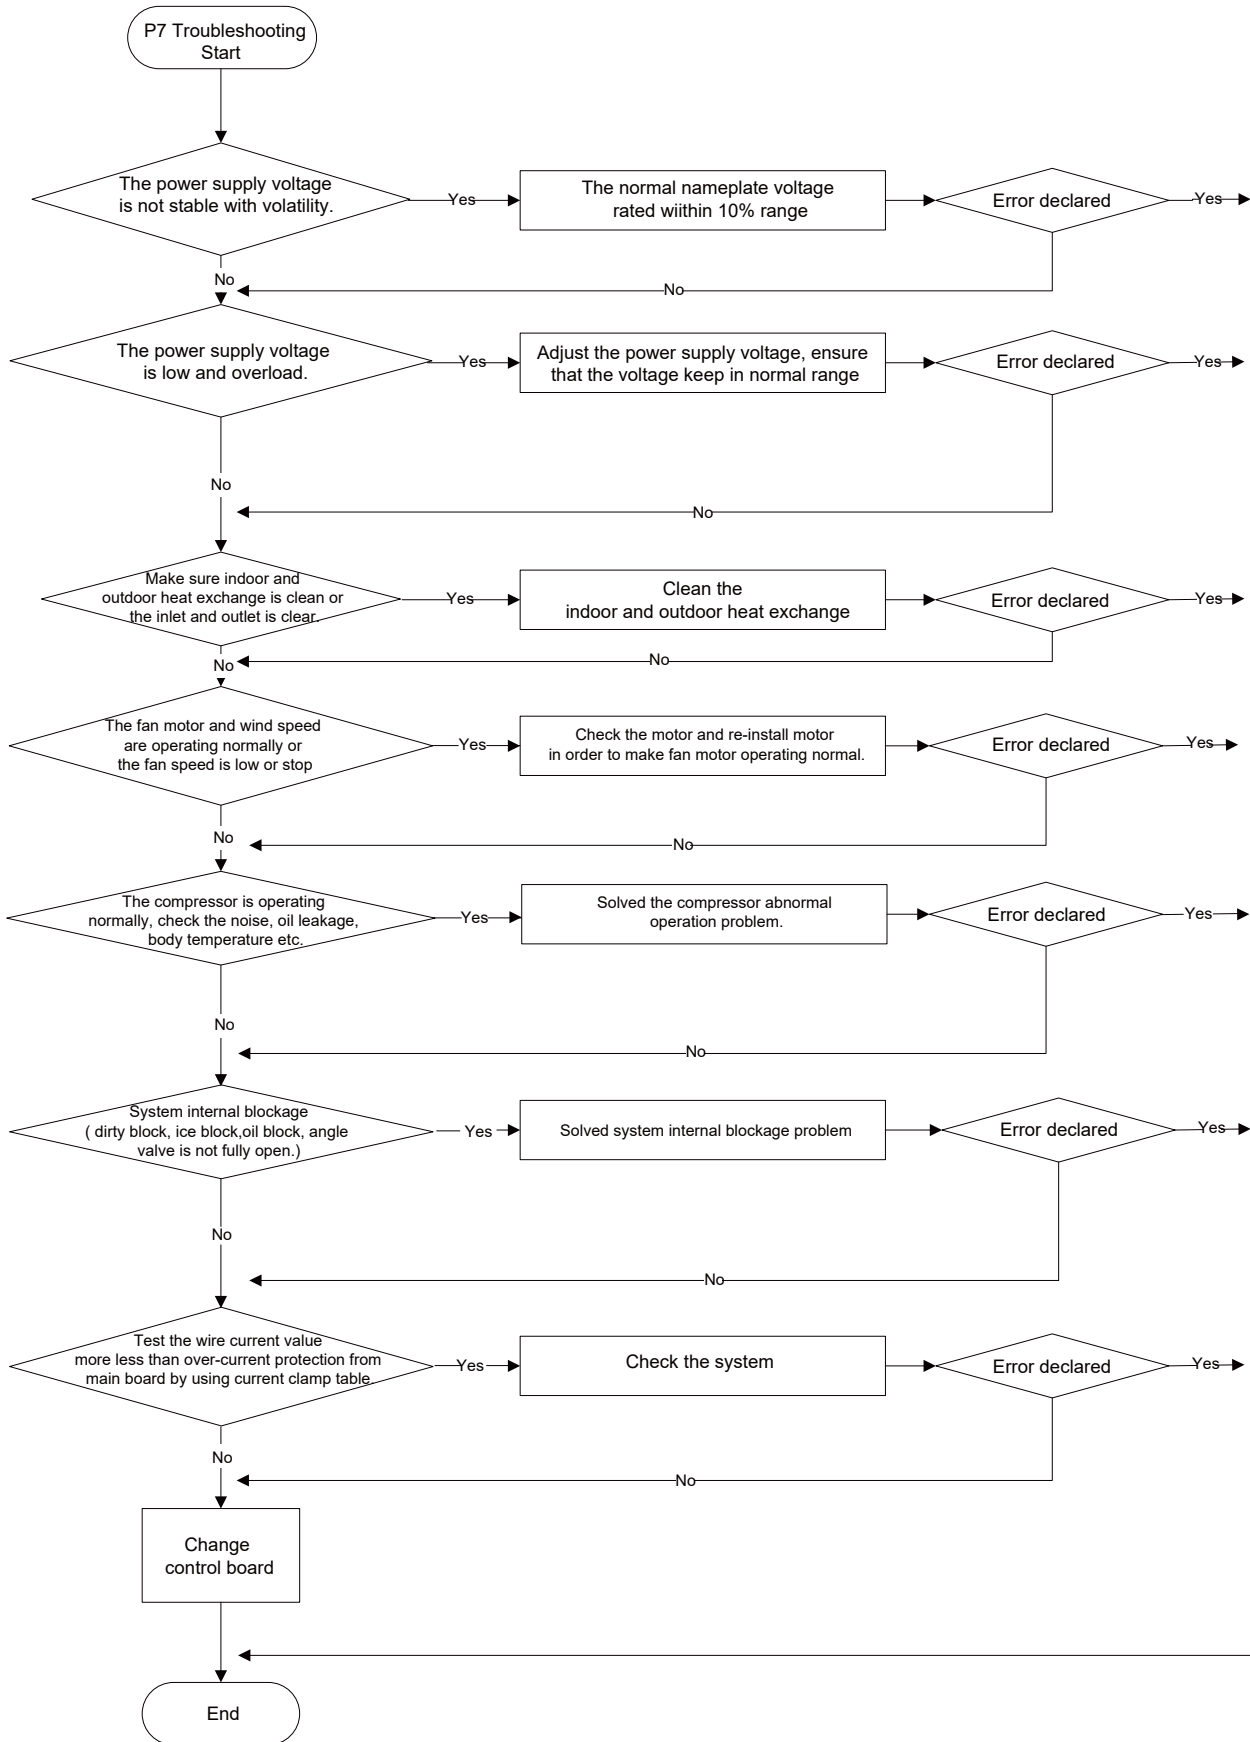 P7 Troubleshooting
Start
The power supply voltage
is not stable with volatility.
Yes
The normal nameplate voltage
rated wiithin 10% range
Error declared
Yes
No
No
The power supply voltage
is low and overload.
Yes
Adjust the power supply voltage, ensure
that the voltage keep in normal range
Error declared
Yes
No
No
Make sure indoor and
outdoor heat exchange is clean or
the inlet and outlet is clear.
Yes
Clean the
indoor and outdoor heat exchange
Error declared
Yes
No
No
The fan motor and wind speed
are operating normally or
the fan speed is low or stop
Yes
Check the motor and re-install motor
in order to make fan motor operating normal.
Error declared
Yes
No
No
The compressor is operating
normally, check the noise, oil leakage,
body temperature etc.
Yes
Solved the compressor abnormal
operation problem.
Error declared
Yes
No
No
System internal blockage
( dirty block, ice block,oil block, angle
valve is not fully open.)
Yes
Solved system internal blockage problem
Error declared
Yes
No
No
Test the wire current value
more less than over-current protection from
main board by using current clamp table.
Yes
Check the system
Error declared
Yes
No
No
Change
control board
End